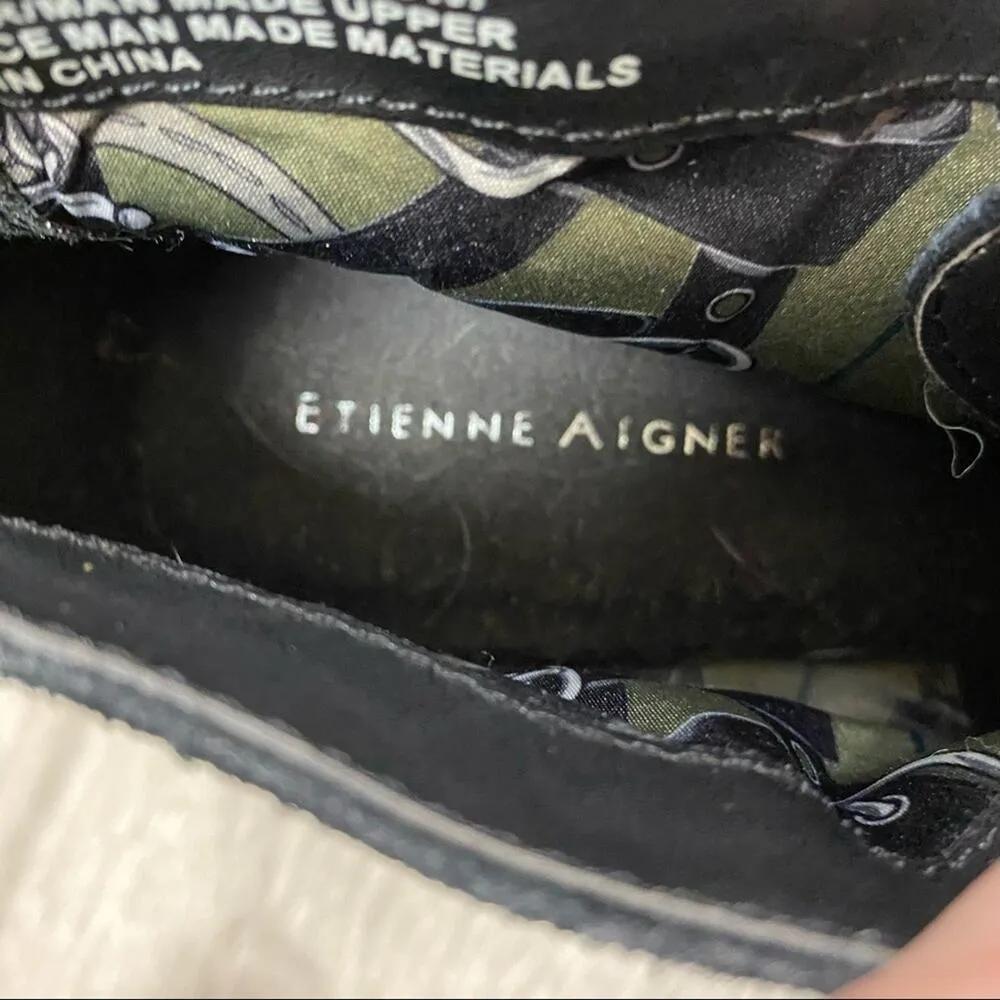 MAN MADE UPPER
MAN MADE MATERIALS
IN CHINA
ETIENNE AIGNER